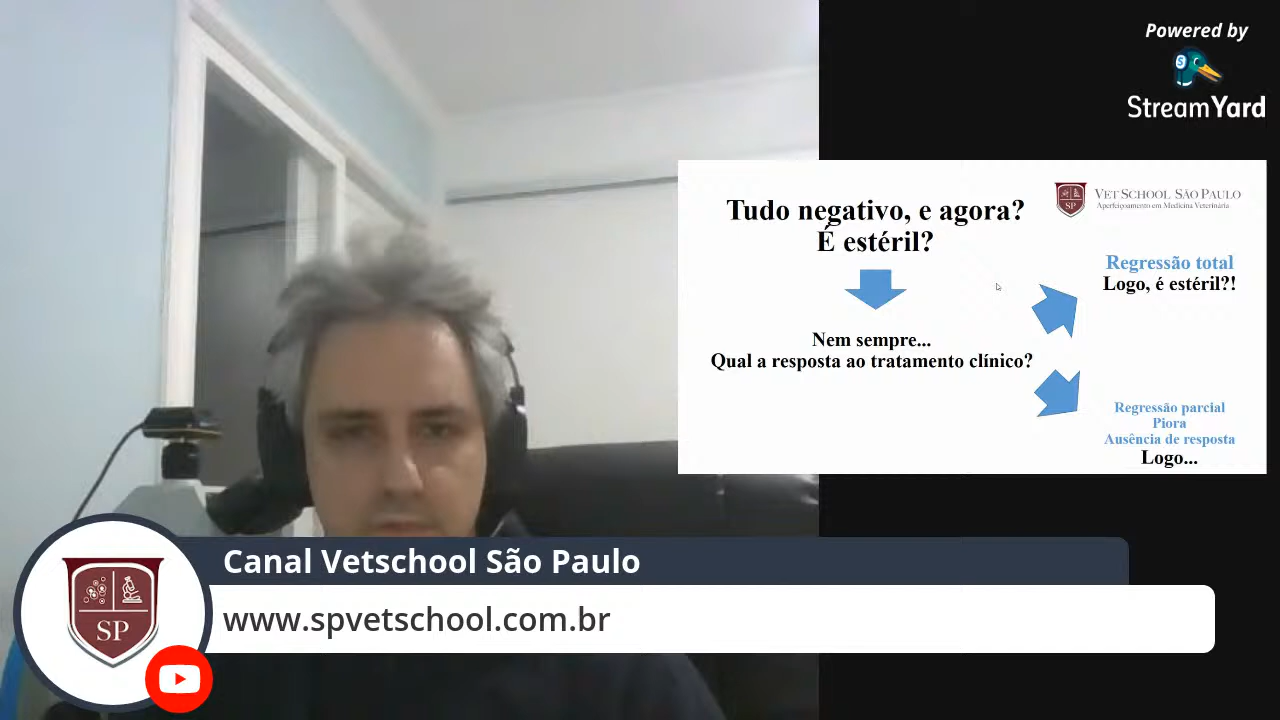 Powered by
StreamYard
Tudo negativo, e agora?
É estéril?
VET SCHOOL SÃO PAULO
Aperfeiçoamento em Medicina Veterinária
Regressão total
Logo, é estéril?!
Nem sempre...
Qual a resposta ao tratamento clínico?
Regressão parcial
Piora
Ausência de resposta
Logo...
Canal Vetschool São Paulo
www.spvetschool.com.br
SP